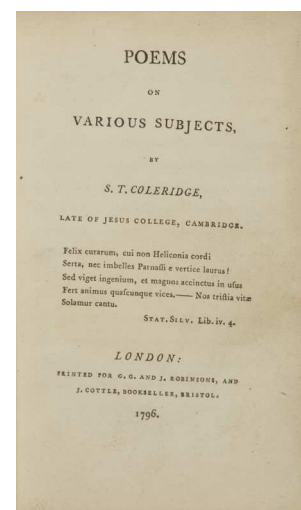 POEMS
ON
VARIOUS SUBJECTS,
BY
S. T. COLERIDGE,
LATE OF JESUS COLLEGE, CAMBRIDGE.
Felix curarum, cui non Heliconia cordi
Serta, nec imbelles Parnaſſi e vertice laurus!
Sed viget ingenium, et magnos accinctus in uſus
Fert animus quaſcunque vices.—— Nos triſtia vitæ
Solamur cantu.
STAT. SILV. Lib. iv. 4.
LONDON:
PRINTED FOR G. G. AND J. ROBINSONS, AND
J. COTTLE, BOOKSELLER, BRISTOL.
1796.